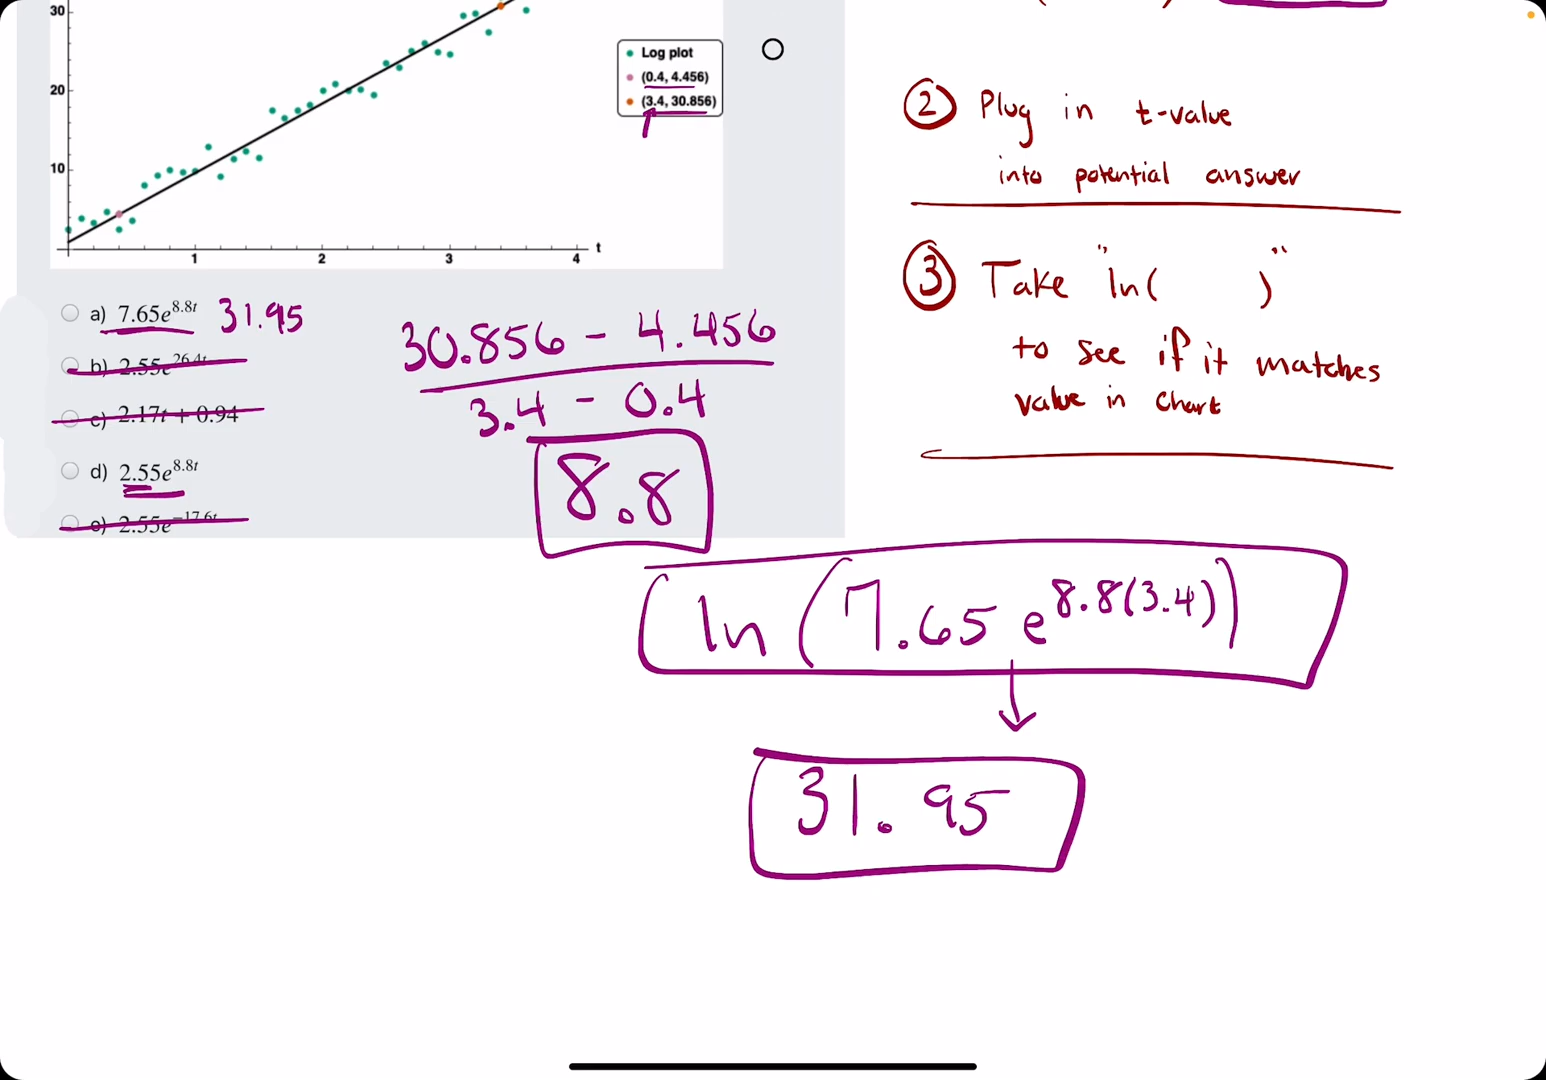 30
20
10
1 2 3 4 t
Log plot
(0.4, 4.456)
(3.4, 30.856)
a) 7.65e^{8.8t} 31.95
b) 2.55e^{26.4t}
c) 2.17t + 0.94
d) 2.55e^{8.8t}
e) 2.55e^{-17.6t}
30.856 - 4.456
3.4 - 0.4
8.8
② Plug in t-value
into potential answer
③ Take "ln( )"
to see if it matches
value in chart
ln (7.65 e^{8.8(3.4)})
31.95